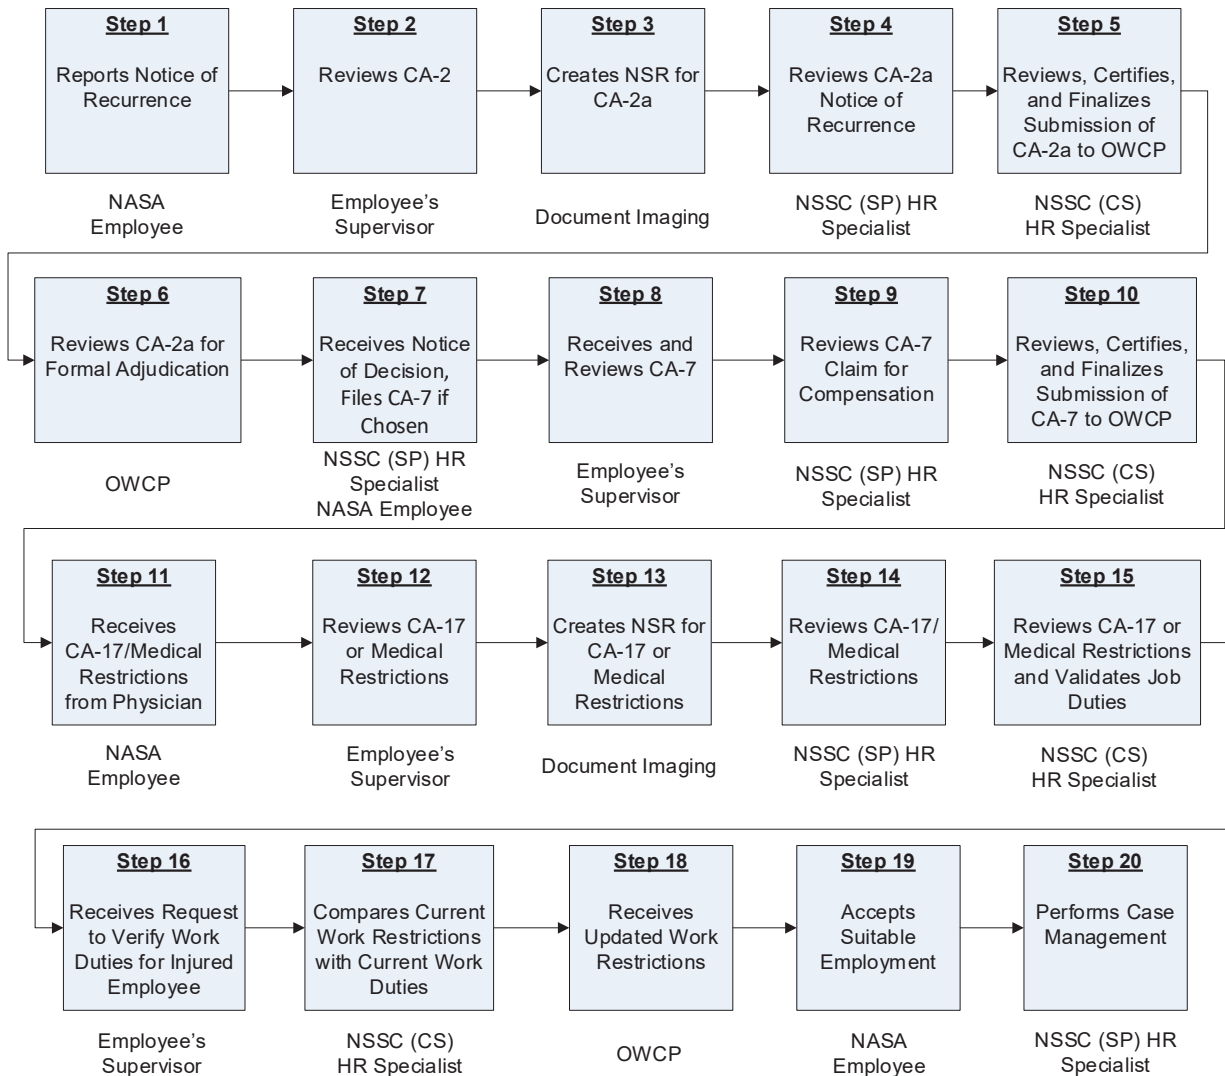 Step 1
Reports Notice of
Recurrence
NASA
Employee
Step 2
Reviews CA-2
Employee’s
Supervisor
Step 3
Creates NSR for
CA-2a
Document Imaging
Step 4
Reviews CA-2a
Notice of
Recurrence
NSSC (SP) HR
Specialist
Step 5
Reviews, Certifies,
and Finalizes
Submission of
CA-2a to OWCP
NSSC (CS)
HR Specialist
Step 6
Reviews CA-2a for
Formal Adjudication
OWCP
Step 7
Receives Notice
of Decision,
Files CA-7 if
Chosen
NSSC (SP) HR
Specialist
NASA Employee
Step 8
Receives and
Reviews CA-7
Employee’s
Supervisor
Step 9
Reviews CA-7
Claim for
Compensation
NSSC (SP) HR
Specialist
Step 10
Reviews, Certifies,
and Finalizes
Submission of
CA-7 to OWCP
NSSC (CS)
HR Specialist
Step 11
Receives
CA-17/Medical
Restrictions
from Physician
NASA
Employee
Step 12
Reviews CA-17
or Medical
Restrictions
Employee’s
Supervisor
Step 13
Creates NSR for
CA-17 or
Medical
Restrictions
Document Imaging
Step 14
Reviews CA-17/
Medical
Restrictions
NSSC (SP) HR
Specialist
Step 15
Reviews CA-17 or
Medical Restrictions
and Validates Job
Duties
NSSC (CS)
HR Specialist
Step 16
Receives Request
to Verify Work
Duties for Injured
Employee
Employee’s
Supervisor
Step 17
Compares Current
Work Restrictions
with Current Work
Duties
NSSC (CS)
HR Specialist
Step 18
Receives
Updated Work
Restrictions
OWCP
Step 19
Accepts
Suitable
Employment
NASA
Employee
Step 20
Performs Case
Management
NSSC (SP) HR
Specialist